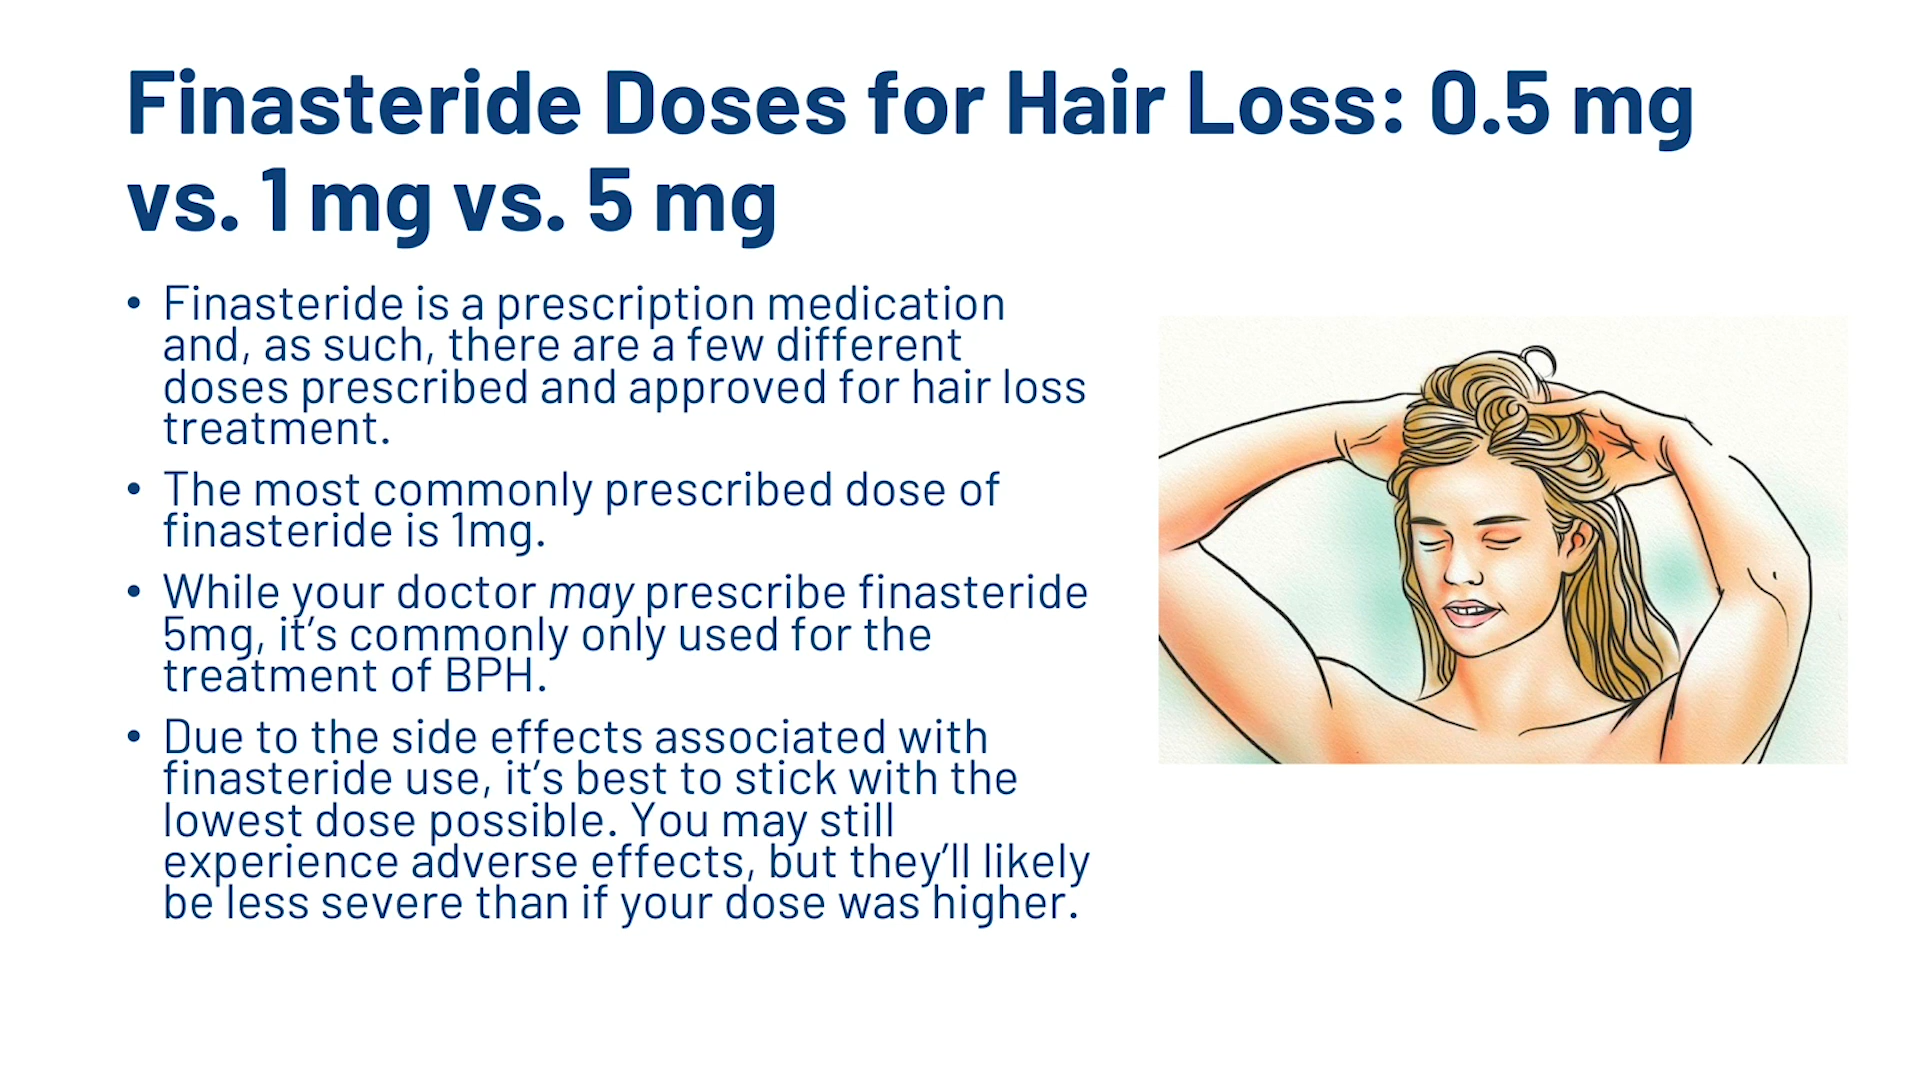 Finasteride Doses for Hair Loss: 0.5 mg
vs. 1 mg vs. 5 mg
• Finasteride is a prescription medication
and, as such, there are a few different
doses prescribed and approved for hair loss
treatment.
• The most commonly prescribed dose of
finasteride is 1mg.
• While your doctor may prescribe finasteride
5mg, it's commonly only used for the
treatment of BPH.
• Due to the side effects associated with
finasteride use, it's best to stick with the
lowest dose possible. You may still
experience adverse effects, but they'll likely
be less severe than if your dose was higher.